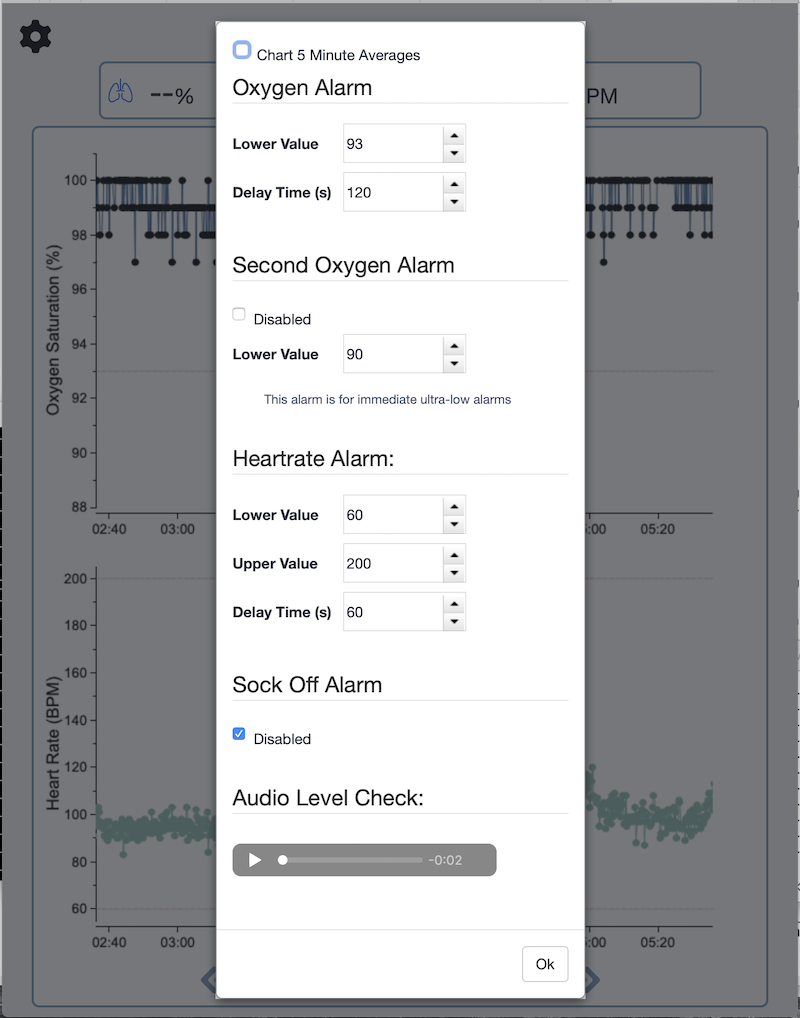 Chart 5 Minute Averages
Oxygen Alarm
Lower Value 93
Delay Time (s) 120
Second Oxygen Alarm
Disabled
Lower Value 90
This alarm is for immediate ultra-low alarms
Heartrate Alarm:
Lower Value 60
Upper Value 200
Delay Time (s) 60
Sock Off Alarm
Disabled
Audio Level Check:
-0:02
Ok
--%
PM
Oxygen Saturation (%)
100
98
96
94
92
90
88
02:40 03:00 :00 05:20
Heart Rate (BPM)
200
180
160
140
120
100
80
60
02:40 03:00 :00 05:20